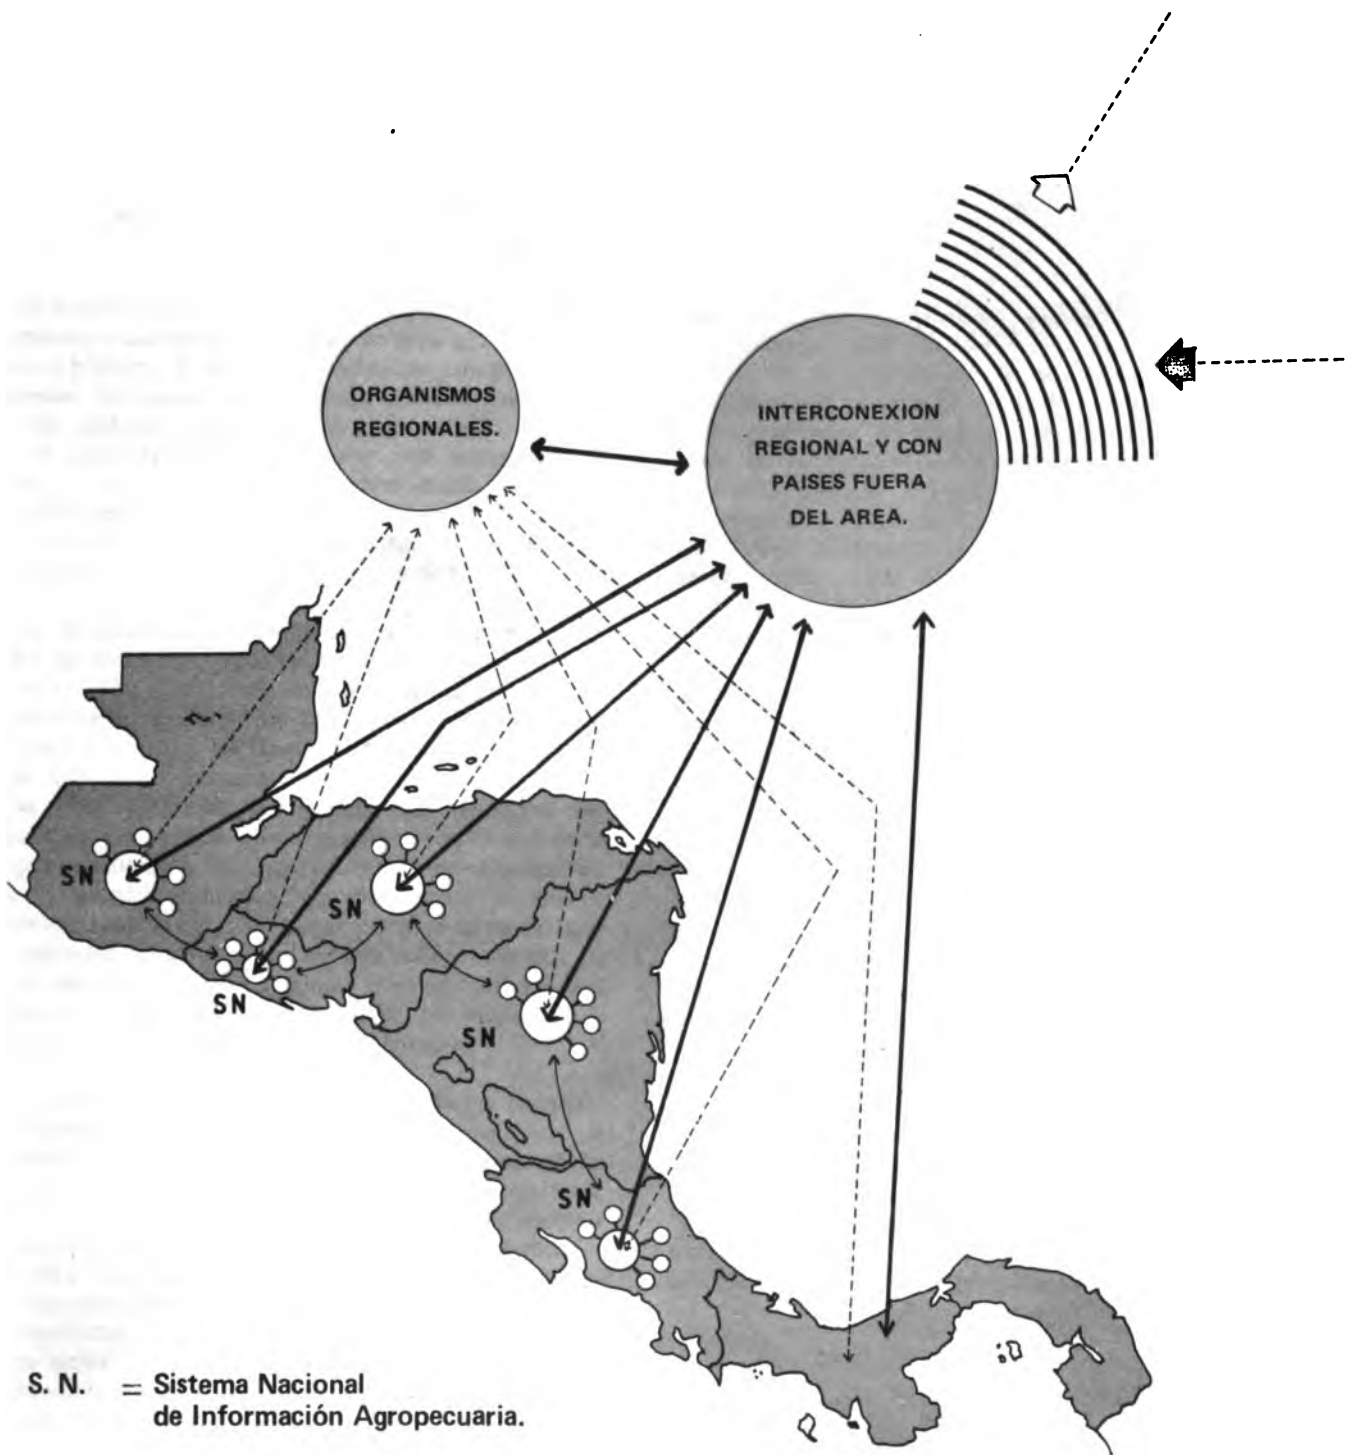 ORGANISMOS
REGIONALES.
INTERCONEXION
REGIONAL Y CON
PAISES FUERA
DEL AREA.
SN
SN
SN
SN
SN
S. N. = Sistema Nacional
de Información Agropecuaria.